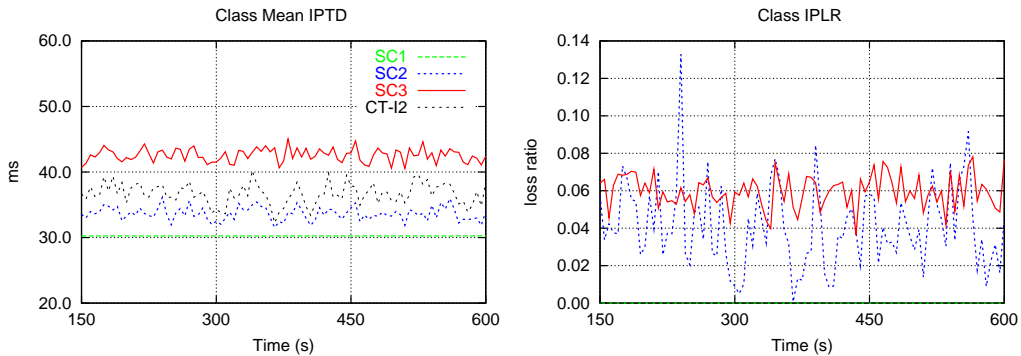 Class Mean IPTD
60.0
50.0
40.0
30.0
20.0
ms
SC1
SC2
SC3
CT-I2
150
300
450
600
Time (s)
Class IPLR
0.14
0.12
0.10
0.08
0.06
0.04
0.02
0.00
loss ratio
150
300
450
600
Time (s)